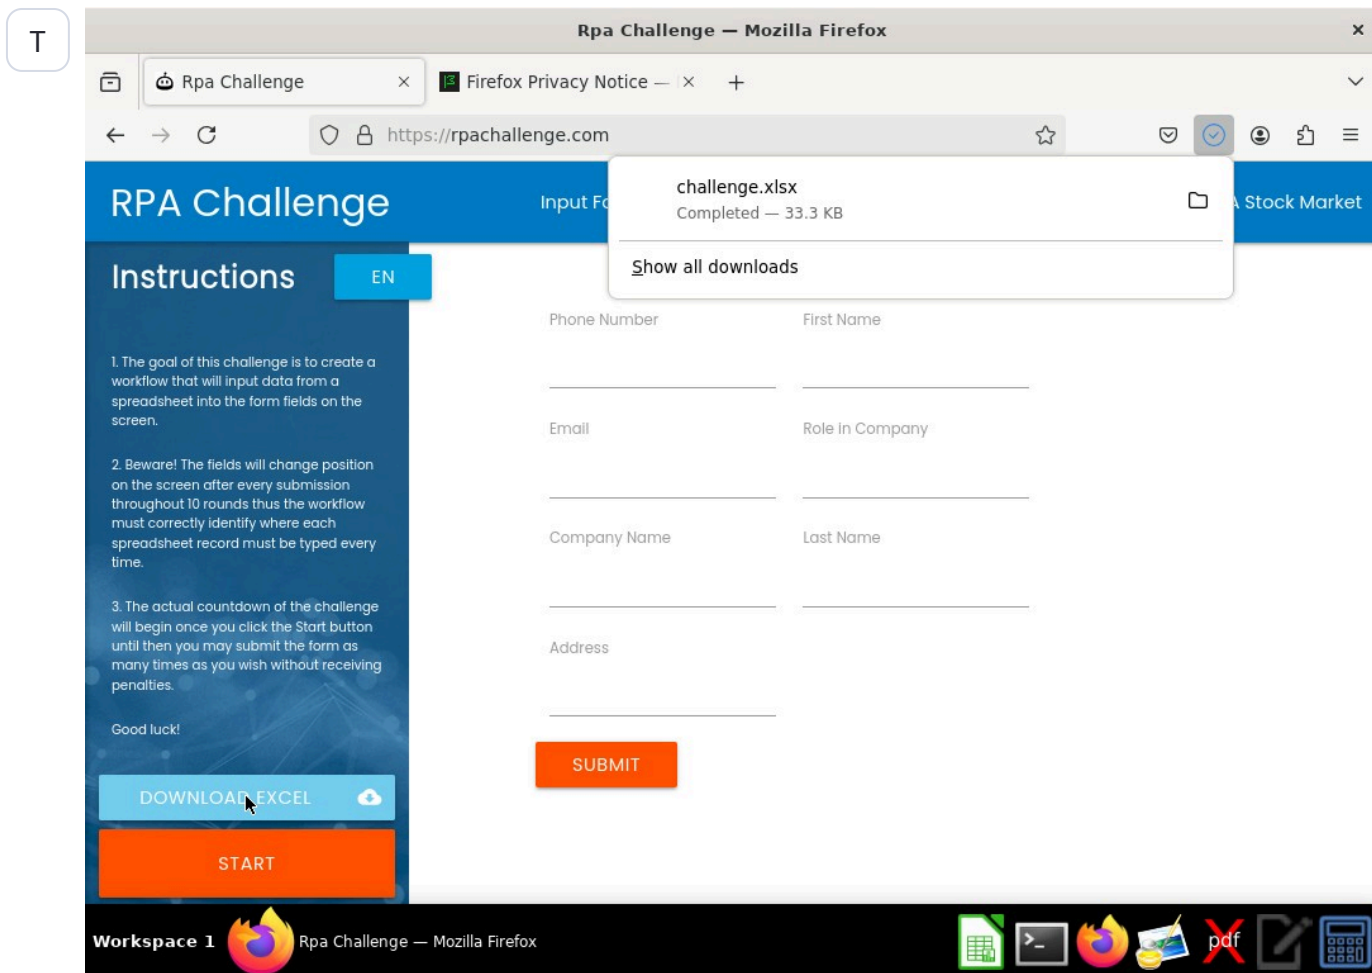 T
Rpa Challenge — Mozilla Firefox
Rpa Challenge
Firefox Privacy Notice —
https://rpachallenge.com
challenge.xlsx
Completed — 33.3 KB
Show all downloads
RPA Challenge
Input Fo
A Stock Market
Instructions
EN
1. The goal of this challenge is to create a
workflow that will input data from a
spreadsheet into the form fields on the
screen.
2. Beware! The fields will change position
on the screen after every submission
throughout 10 rounds thus the workflow
must correctly identify where each
spreadsheet record must be typed every
time.
3. The actual countdown of the challenge
will begin once you click the Start button
until then you may submit the form as
many times as you wish without receiving
penalties.
Good luck!
DOWNLOAD EXCEL
START
Phone Number
First Name
Email
Role in Company
Company Name
Last Name
Address
SUBMIT
Workspace 1
Rpa Challenge — Mozilla Firefox
pdf